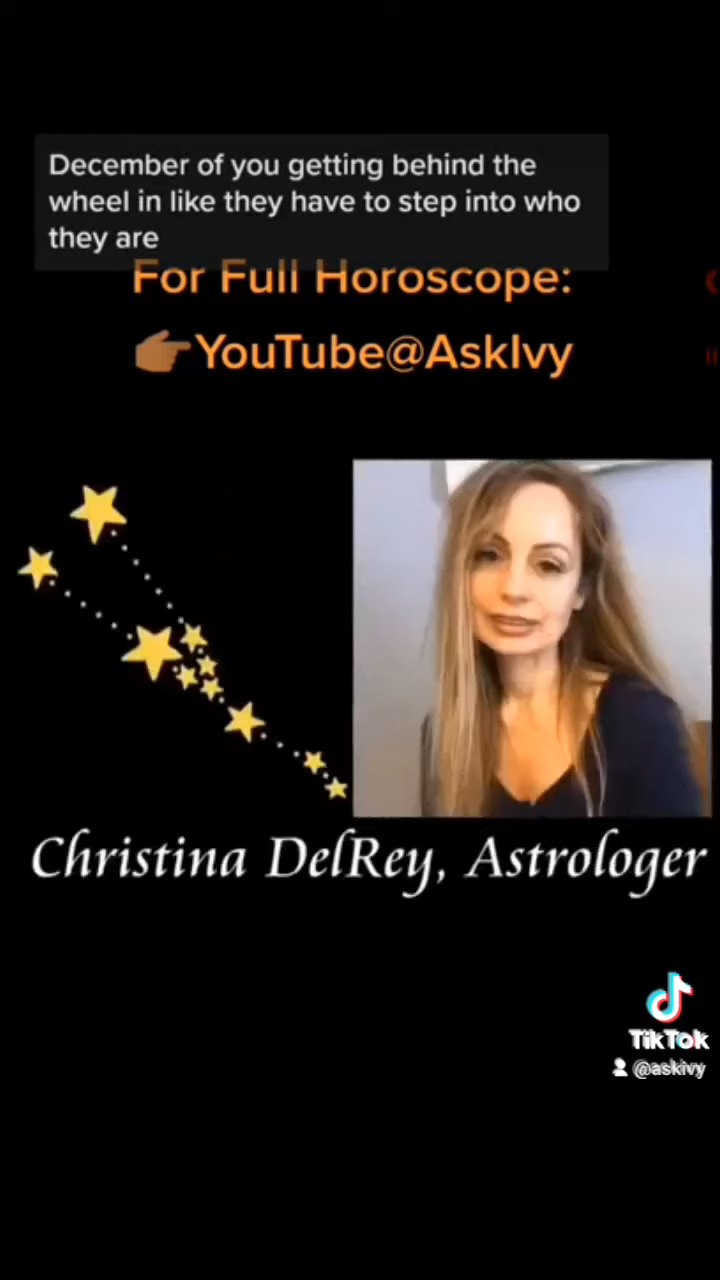 December of you getting behind the
wheel in like they have to step into who
they are
For Full Horoscope:
👉🏽YouTube@AskIvy
Christina DelRey, Astrologer
TikTok
@askivy